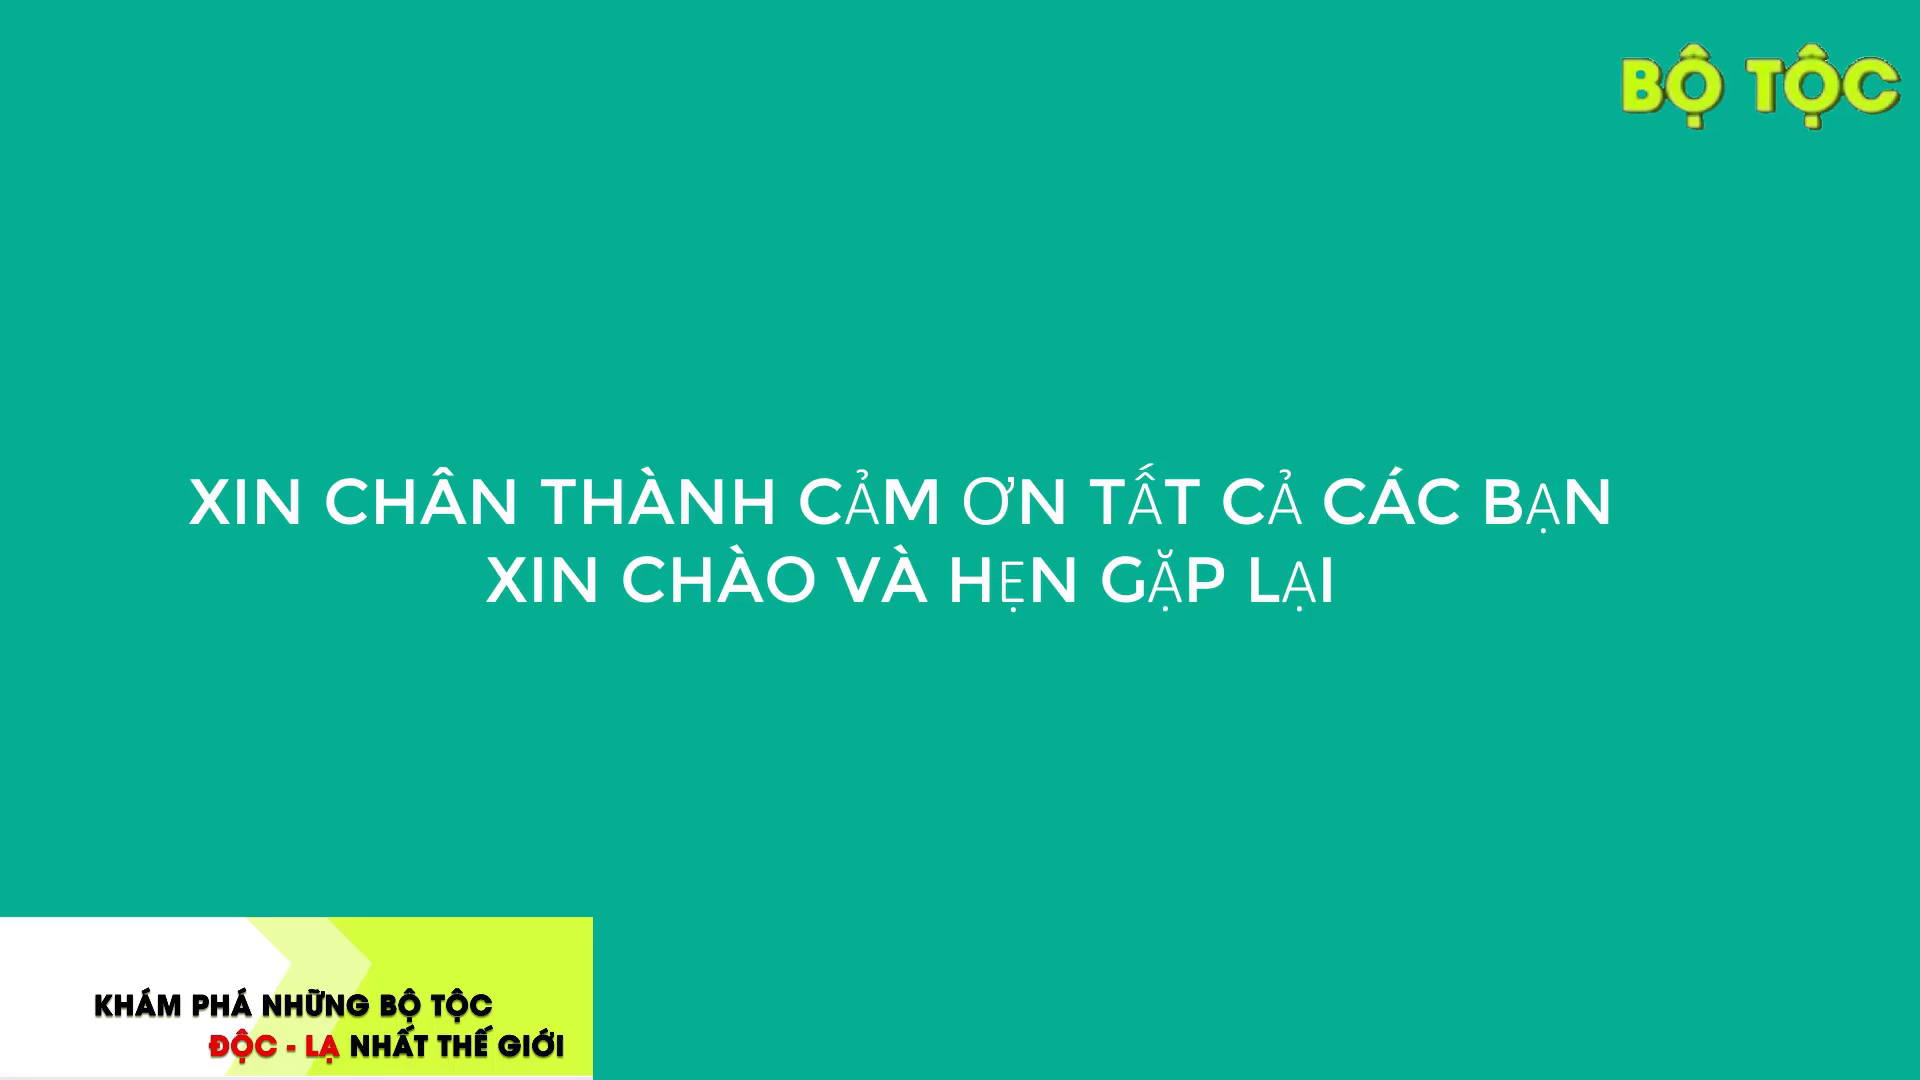 BỘ TỘC
XIN CHÂN THÀNH CẢM ƠN TẤT CẢ CÁC BẠN
XIN CHÀO VÀ HẸN GẶP LẠI
KHÁM PHÁ NHỮNG BỘ TỘC
ĐỘC - LẠ NHẤT THẾ GIỚI